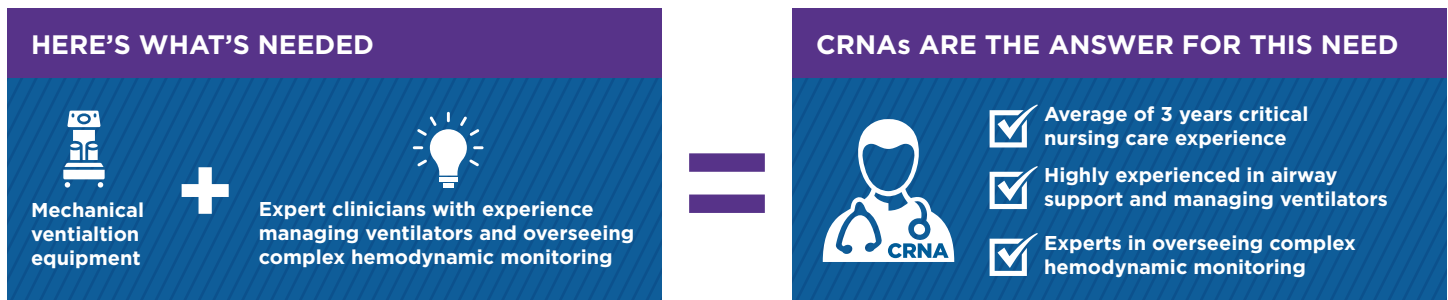 HERE’S WHAT’S NEEDED
Mechanical
ventialtion
equipment
Expert clinicians with experience
managing ventilators and overseeing
complex hemodynamic monitoring
CRNAs ARE THE ANSWER FOR THIS NEED
CRNA
Average of 3 years critical
nursing care experience
Highly experienced in airway
support and managing ventilators
Experts in overseeing complex
hemodynamic monitoring